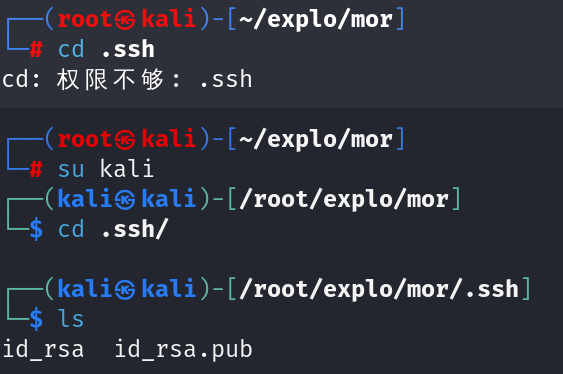 ┌──(root㉿kali)-[~/explo/mor]
└─# cd .ssh
cd: 权限不够: .ssh
┌──(root㉿kali)-[~/explo/mor]
└─# su kali
┌──(kali㉿kali)-[/root/explo/mor]
└─$ cd .ssh/
┌──(kali㉿kali)-[/root/explo/mor/.ssh]
└─$ ls
id_rsa  id_rsa.pub